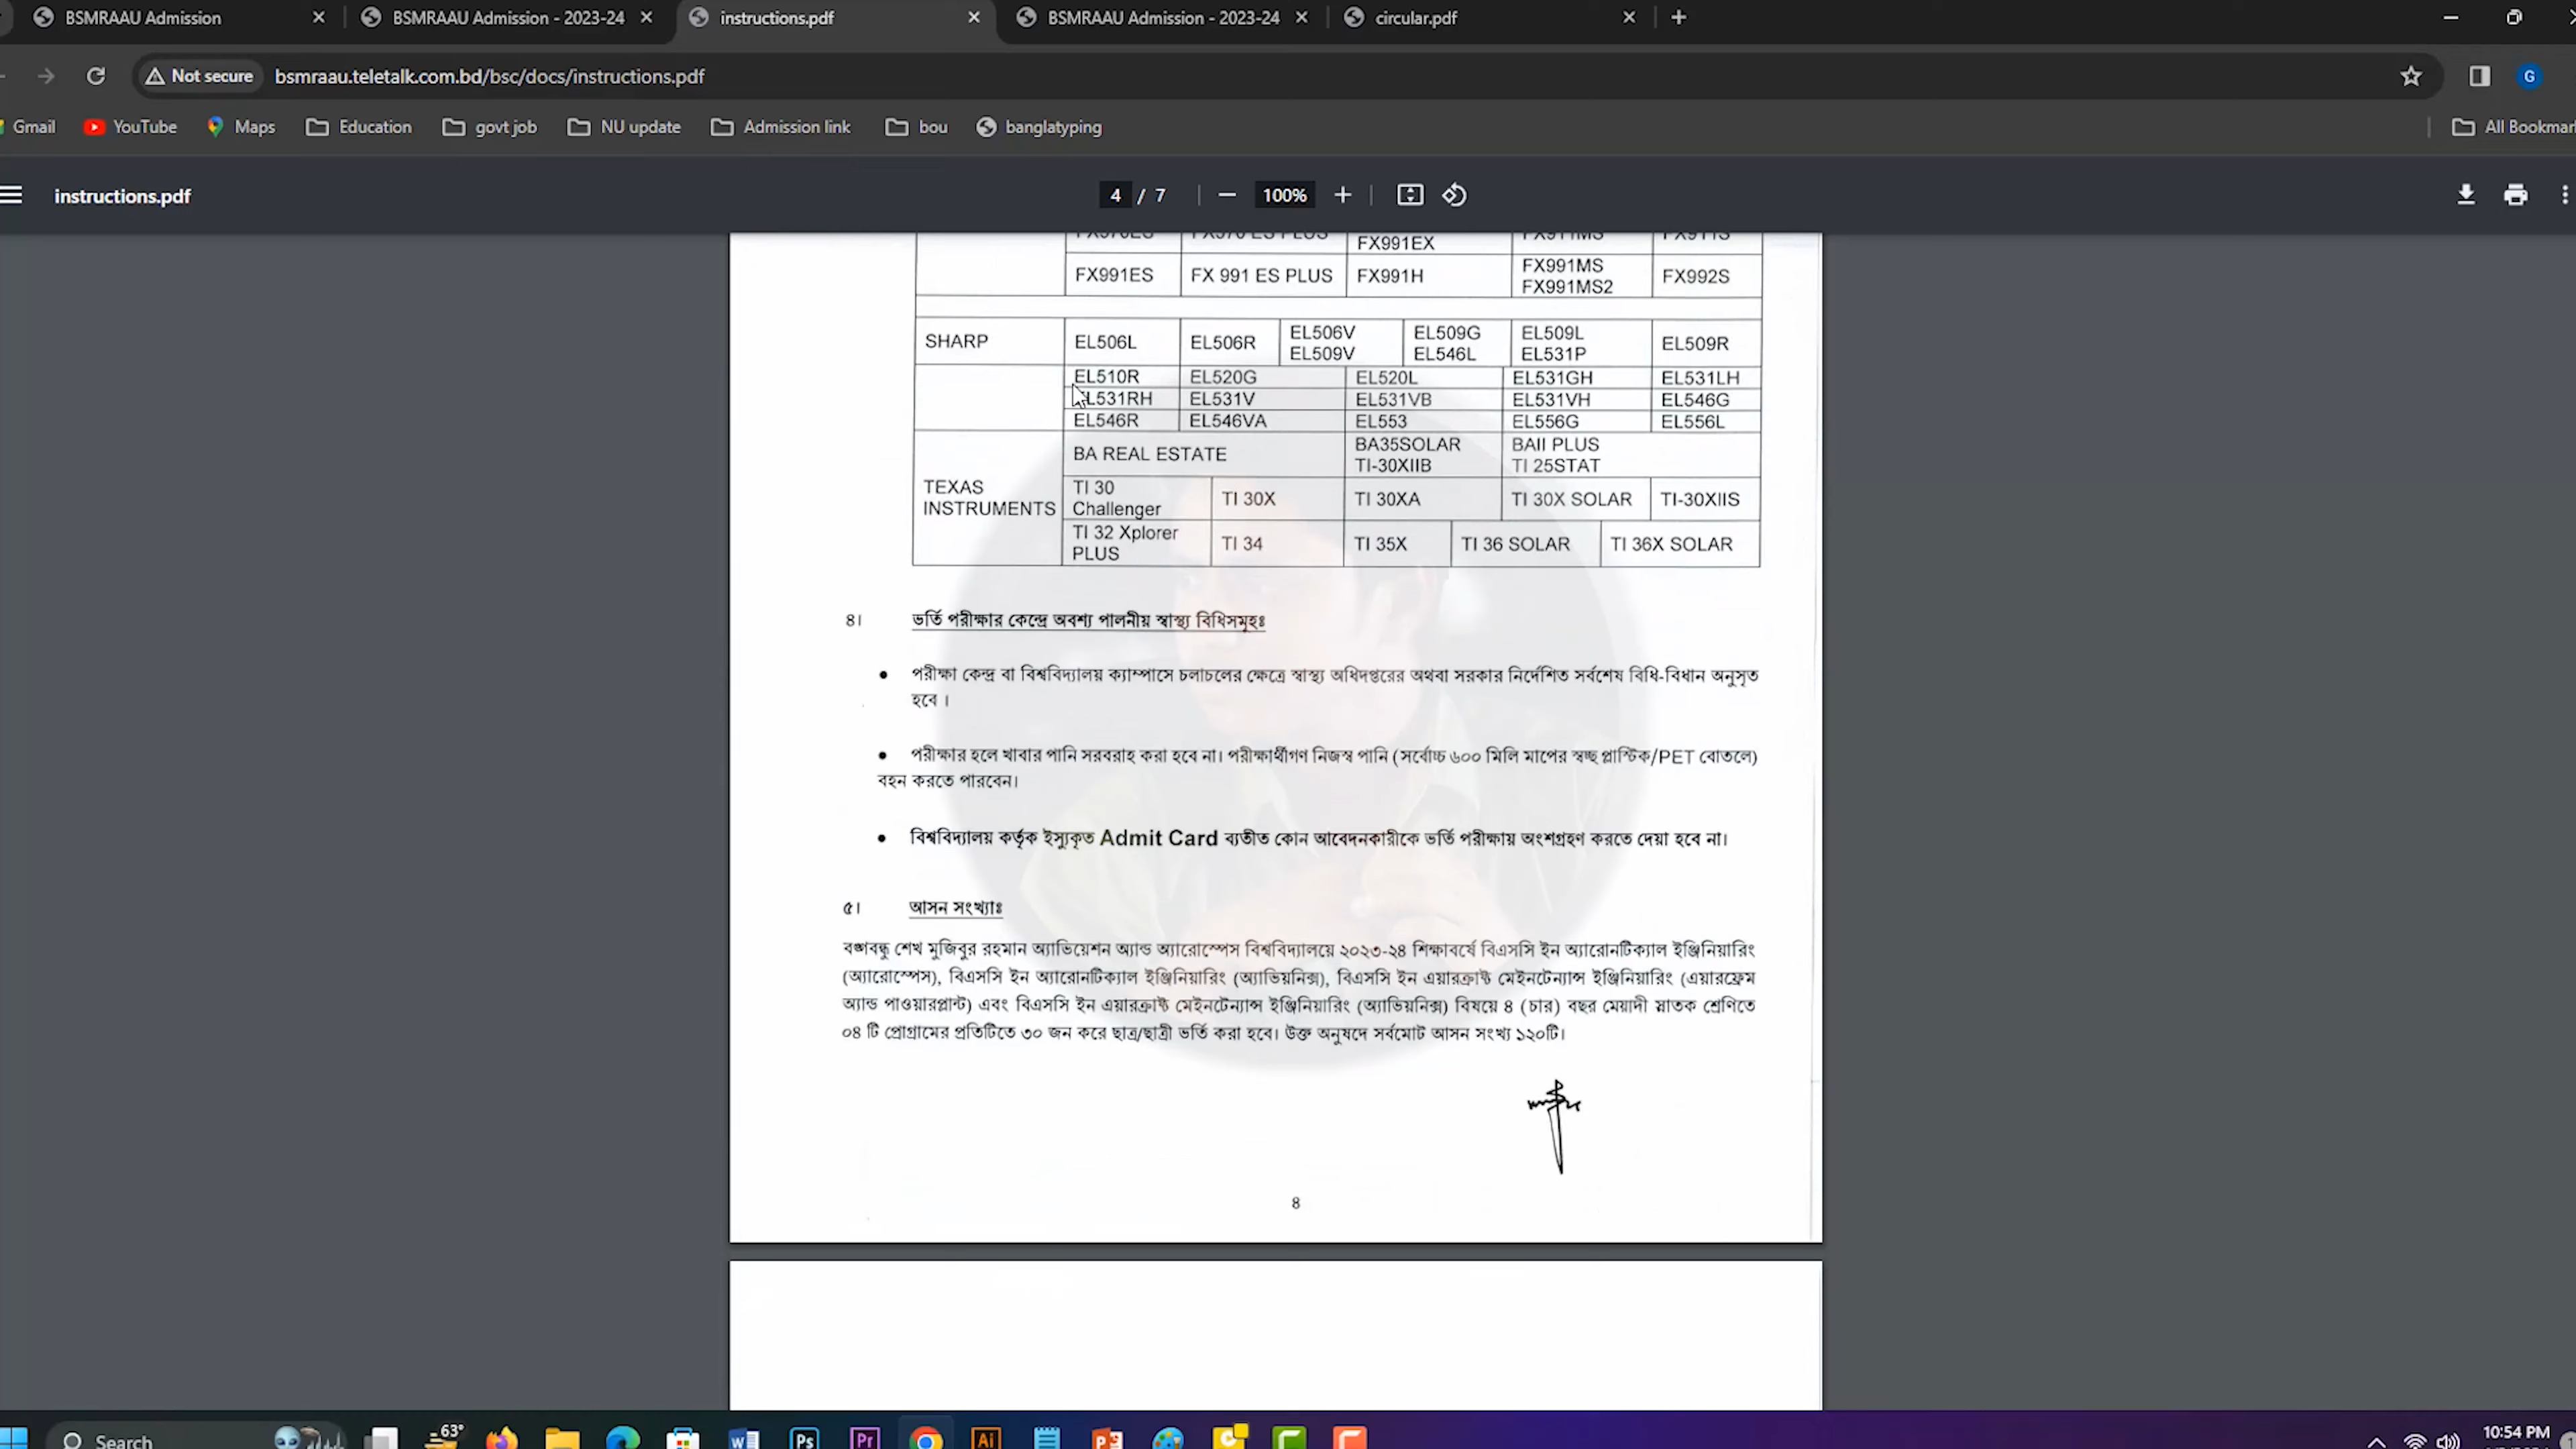 BSMRAAU Admission
BSMRAAU Admission - 2023-24
instructions.pdf
BSMRAAU Admission - 2023-24
circular.pdf
Not secure
bsmraau.teletalk.com.bd/bsc/docs/instructions.pdf
G
Gmail
YouTube
Maps
Education
govt job
NU update
Admission link
bou
banglatyping
All Bookmar
instructions.pdf
4 / 7
100%
FX991EX
FX991ES FX 991 ES PLUS FX991H FX991MS FX991MS2 FX992S
SHARP EL506L EL506R EL506V EL509V EL509G EL546L EL509L EL531P EL509R
EL510R EL520G EL520L EL531GH EL531LH
EL531RH EL531V EL531VB EL531VH EL546G
EL546R EL546VA EL553 EL556G EL556L
TEXAS INSTRUMENTS
BA REAL ESTATE BA35SOLAR TI-30XIIB BAII PLUS TI 25STAT
TI 30 Challenger TI 30X TI 30XA TI 30X SOLAR TI-30XIIS
TI 32 Xplorer PLUS TI 34 TI 35X TI 36 SOLAR TI 36X SOLAR
৪। ভর্তি পরীক্ষার কেন্দ্রে অবশ্য পালনীয় স্বাস্থ্য বিধিসমূহঃ
● পরীক্ষা কেন্দ্র বা বিশ্ববিদ্যালয় ক্যাম্পাসে চলাচলের ক্ষেত্রে স্বাস্থ্য অধিদপ্তরের অথবা সরকার নির্দেশিত সর্বশেষ বিধি-বিধান অনুসৃত
হবে ।
● পরীক্ষার হলে খাবার পানি সরবরাহ করা হবে না। পরীক্ষার্থীগণ নিজস্ব পানি (সর্বোচ্চ ৬০০ মিলি মাপের স্বচ্ছ প্লাস্টিক/PET বোতলে)
বহন করতে পারবেন।
● বিশ্ববিদ্যালয় কর্তৃক ইস্যুকৃত Admit Card ব্যতীত কোন আবেদনকারীকে ভর্তি পরীক্ষায় অংশগ্রহণ করতে দেয়া হবে না।
৫। আসন সংখ্যাঃ
বঙ্গবন্ধু শেখ মুজিবুর রহমান অ্যাভিয়েশন অ্যান্ড অ্যারোস্পেস বিশ্ববিদ্যালয়ে ২০২৩-২৪ শিক্ষাবর্ষে বিএসসি ইন অ্যারোনটিক্যাল ইঞ্জিনিয়ারিং
(অ্যারোস্পেস), বিএসসি ইন অ্যারোনটিক্যাল ইঞ্জিনিয়ারিং (অ্যাভিয়নিক্স), বিএসসি ইন এয়ারক্রাফ্ট মেইনটেন্যান্স ইঞ্জিনিয়ারিং (এয়ারফ্রেম
অ্যান্ড পাওয়ারপ্লান্ট) এবং বিএসসি ইন এয়ারক্রাফ্ট মেইনটেন্যান্স ইঞ্জিনিয়ারিং (অ্যাভিয়নিক্স) বিষয়ে ৪ (চার) বছর মেয়াদী স্নাতক শ্রেণিতে
০৪ টি প্রোগ্রামের প্রতিটিতে ৩০ জন করে ছাত্র/ছাত্রী ভর্তি করা হবে। উক্ত অনুষদে সর্বমোট আসন সংখ্য ১২০টি।
8
Search
63°
10:54 PM